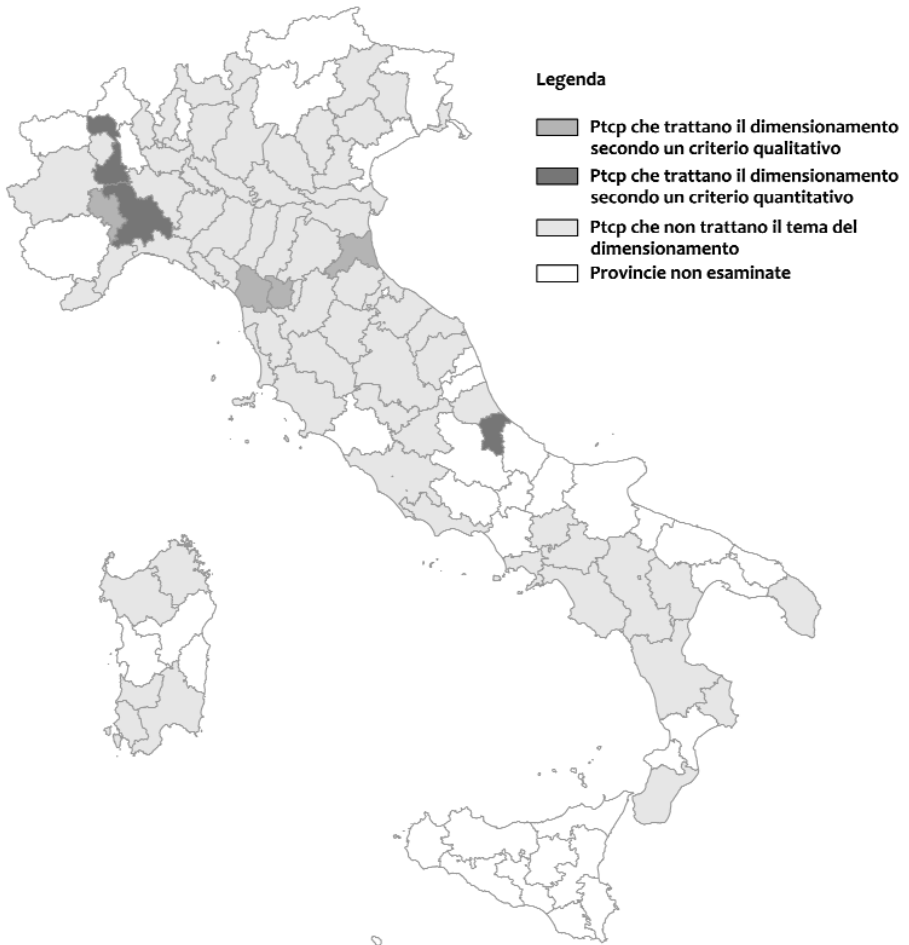 Legenda
Ptcp che trattano il dimensionamento
secondo un criterio qualitativo
Ptcp che trattano il dimensionamento
secondo un criterio quantitativo
Ptcp che non trattano il tema del
dimensionamento
Provincie non esaminate